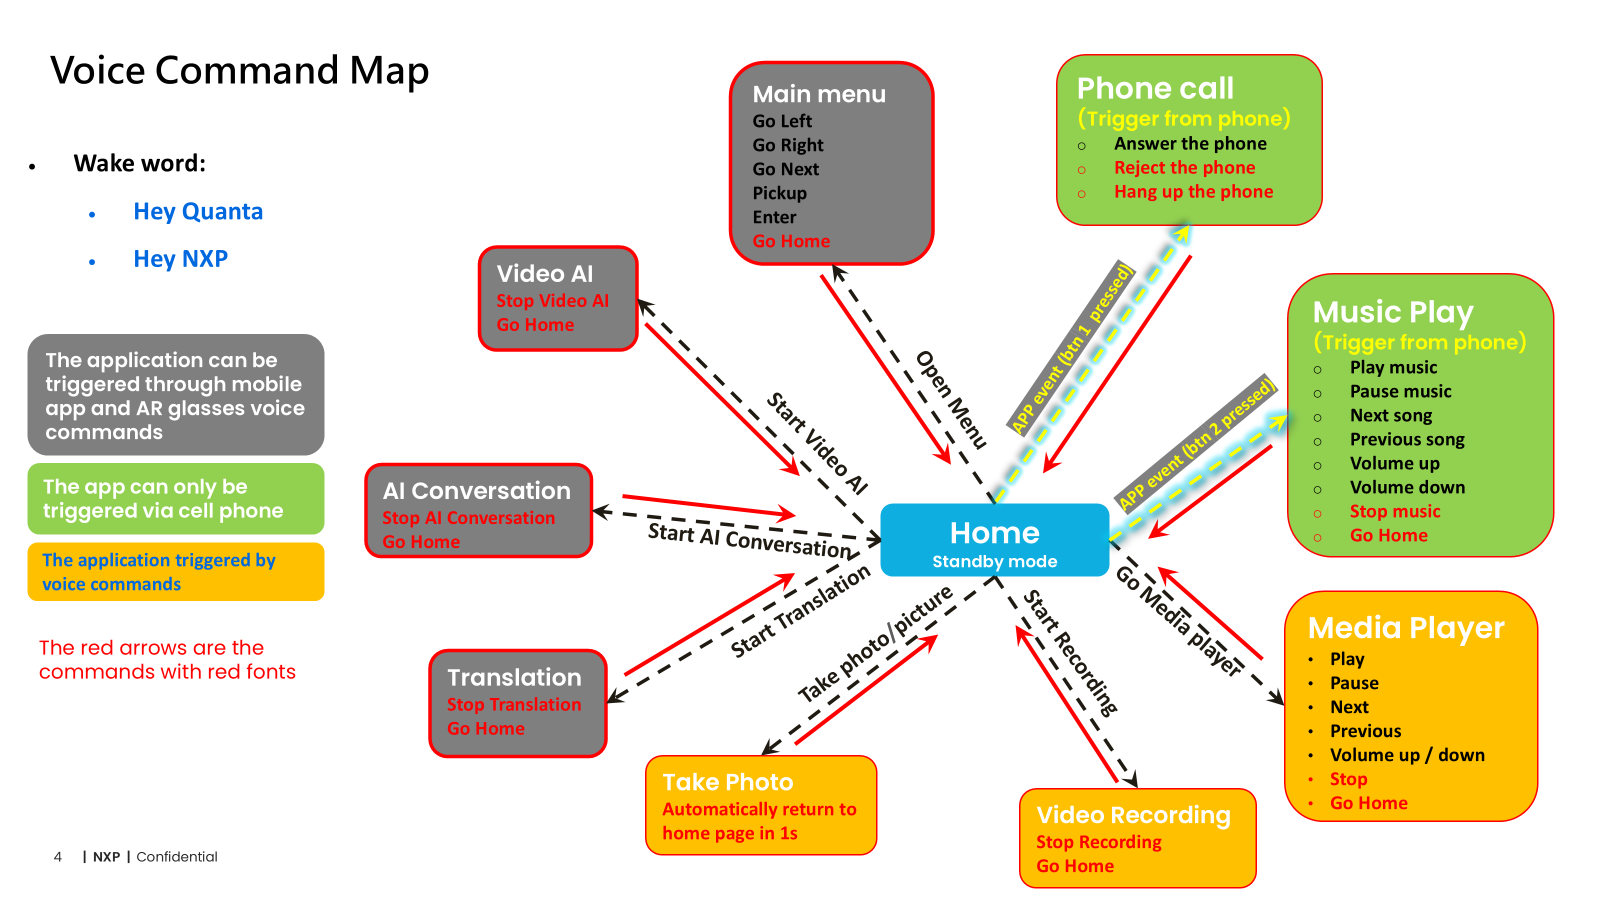 Voice Command Map
• Wake word:
• Hey Quanta
• Hey NXP
The application can be
triggered through mobile
app and AR glasses voice
commands
The app can only be
triggered via cell phone
The application triggered by
voice commands
The red arrows are the
commands with red fonts
Main menu
Go Left
Go Right
Go Next
Pickup
Enter
Go Home
Phone call
(Trigger from phone)
o Answer the phone
o Reject the phone
o Hang up the phone
Video AI
Stop Video AI
Go Home
Music Play
(Trigger from phone)
o Play music
o Pause music
o Next song
o Previous song
o Volume up
o Volume down
o Stop music
o Go Home
AI Conversation
Stop AI Conversation
Go Home
Start Video AI
Open Menu
APP event (btn 1 pressed)
APP event (btn 2 pressed)
Start AI Conversation
Home
Standby mode
Start Translation
Take photo/picture
Start Recording
Go Media player
Translation
Stop Translation
Go Home
Take Photo
Automatically return to
home page in 1s
Video Recording
Stop Recording
Go Home
Media Player
• Play
• Pause
• Next
• Previous
• Volume up / down
• Stop
• Go Home
4 | NXP | Confidential